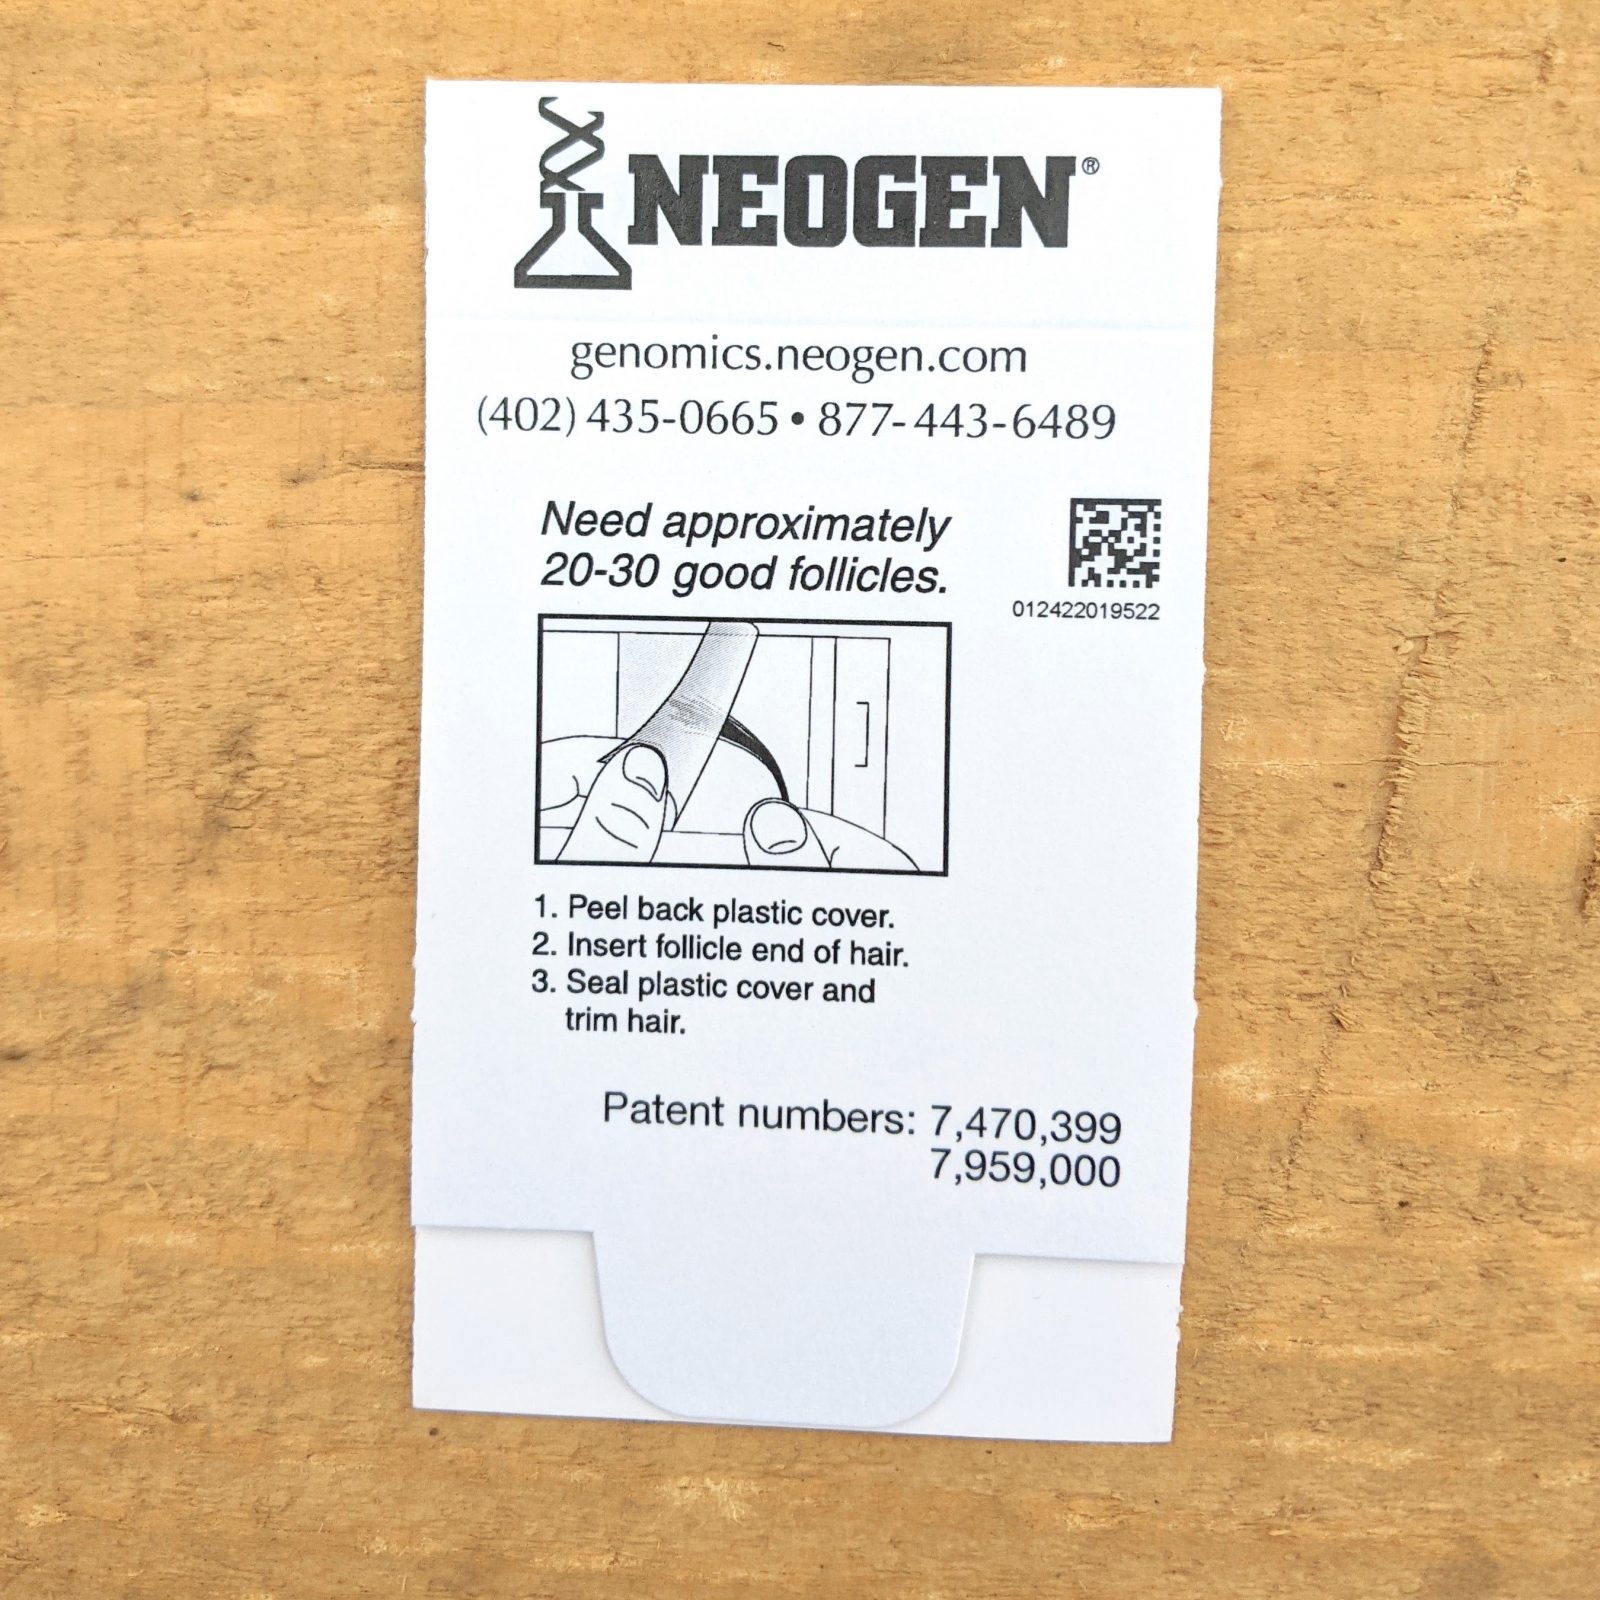 NEOGEN®
genomics.neogen.com
(402) 435-0665 • 877-443-6489
Need approximately
20-30 good follicles.
012422019522
1. Peel back plastic cover.
2. Insert follicle end of hair.
3. Seal plastic cover and
trim hair.
Patent numbers: 7,470,399
7,959,000